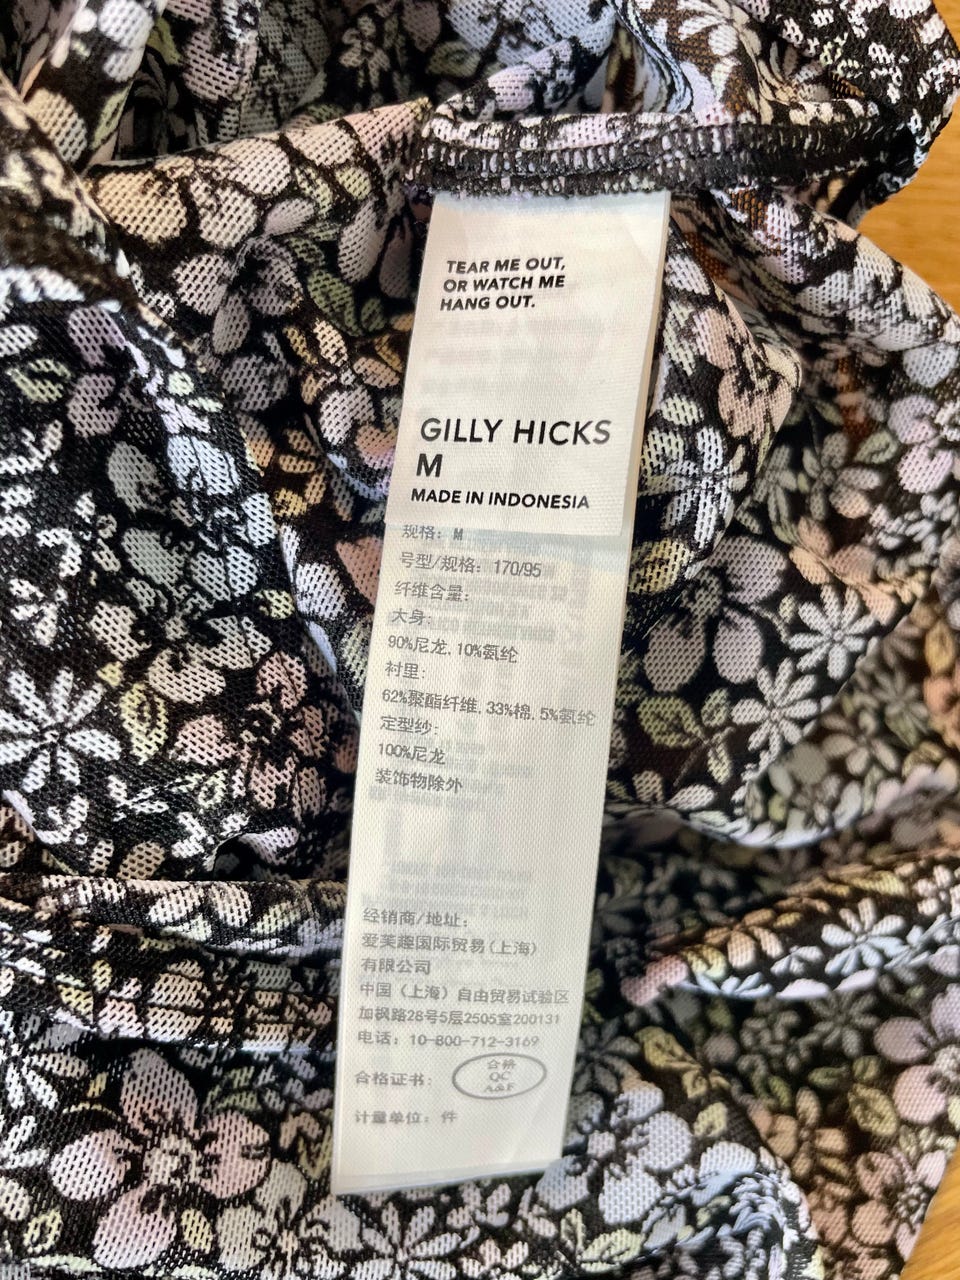 TEAR ME OUT,
OR WATCH ME
HANG OUT.
GILLY HICKS
M
MADE IN INDONESIA
规格: M
号型/规格: 170/95
纤维含量:
大身:
90%尼龙, 10%氨纶
衬里:
62%聚酯纤维, 33%棉, 5%氨纶
定型纱:
100%尼龙
装饰物除外
经销商/地址:
爱芙趣国际贸易(上海)
有限公司
中国(上海)自由贸易试验区
加枫路28号5层2505室200131
电话: 10-800-712-3169
合格证书:
合格
QC
A&F
计量单位: 件